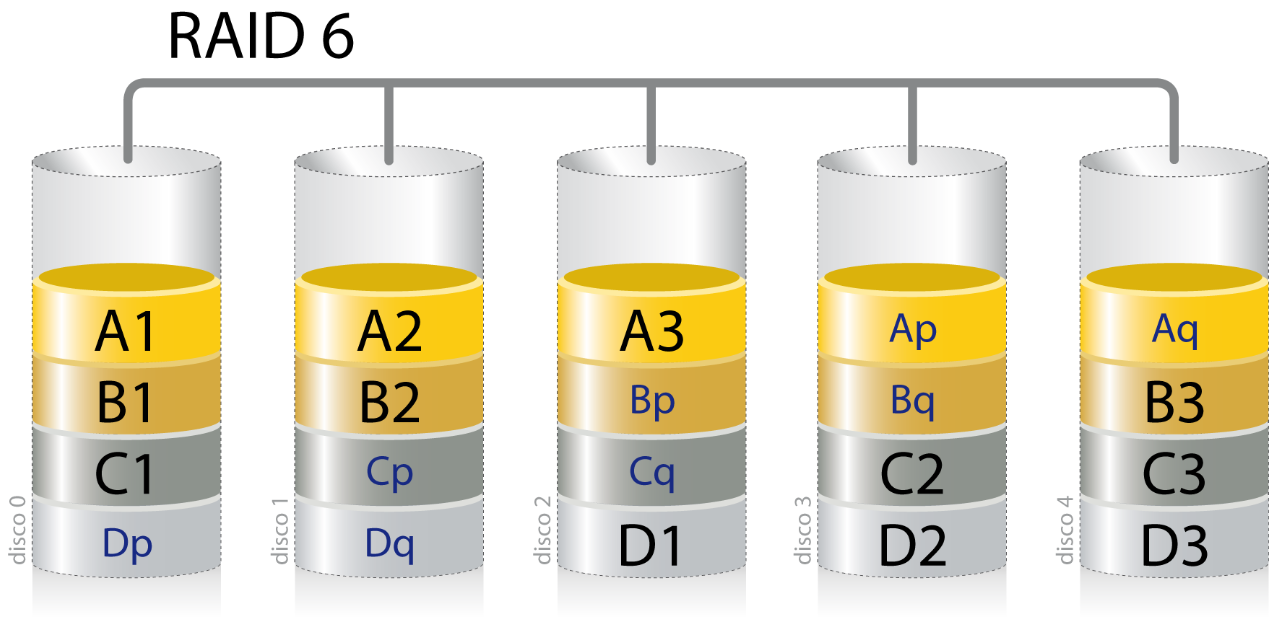 RAID 6
A1 A2 A3 Ap Aq
B1 B2 Bp Bq B3
C1 Cp Cq C2 C3
Dp Dq D1 D2 D3
disco 0 disco 1 disco 2 disco 3 disco 4